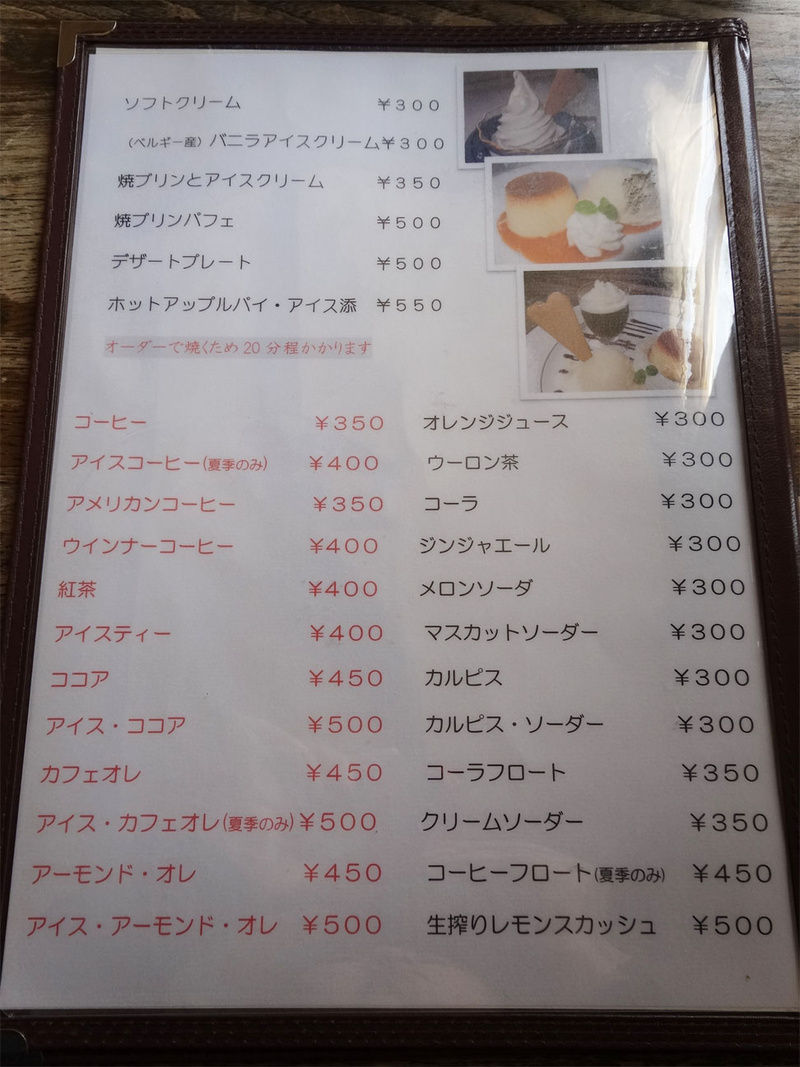 ソフトクリーム ¥300
（ベルギー産）バニラアイスクリーム¥300
焼プリンとアイスクリーム ¥350
焼プリンパフェ ¥500
デザートプレート ¥500
ホットアップルパイ・アイス添 ¥550
オーダーで焼くため20分程かかります
コーヒー ¥350
アイスコーヒー(夏季のみ) ¥400
アメリカンコーヒー ¥350
ウインナーコーヒー ¥400
紅茶 ¥400
アイスティー ¥400
ココア ¥450
アイス・ココア ¥500
カフェオレ ¥450
アイス・カフェオレ(夏季のみ)¥500
アーモンド・オレ ¥450
アイス・アーモンド・オレ ¥500
オレンジジュース ¥300
ウーロン茶 ¥300
コーラ ¥300
ジンジャエール ¥300
メロンソーダ ¥300
マスカットソーダー ¥300
カルピス ¥300
カルピス・ソーダー ¥300
コーラフロート ¥350
クリームソーダー ¥350
コーヒーフロート(夏季のみ) ¥450
生搾りレモンスカッシュ ¥500